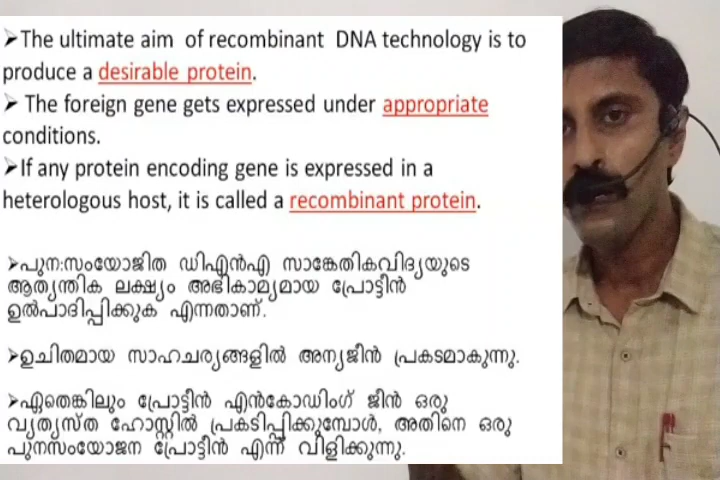 ➢The ultimate aim of recombinant DNA technology is to
produce a desirable protein.
➢ The foreign gene gets expressed under appropriate
conditions.
➢If any protein encoding gene is expressed in a
heterologous host, it is called a recombinant protein.
➢പുന:സംയോജിത ഡിഎൻഎ സാങ്കേതികവിദ്യയുടെ
ആത്യന്തിക ലക്ഷ്യം അഭികാമ്യമായ പ്രോട്ടീൻ
ഉൽപാദിപ്പിക്കുക എന്നതാണ്.
➢ഉചിതമായ സാഹചര്യങ്ങളിൽ അന്യജീൻ പ്രകടമാകുന്നു.
➢ഏതെങ്കിലും പ്രോട്ടീൻ എൻകോഡിംഗ് ജീൻ ഒരു
വ്യത്യസ്ത ഹോസ്റ്റിൽ പ്രകടിപ്പിക്കുമ്പോൾ, അതിനെ ഒരു
പുനസംയോജന പ്രോട്ടീൻ എന്ന് വിളിക്കുന്നു.